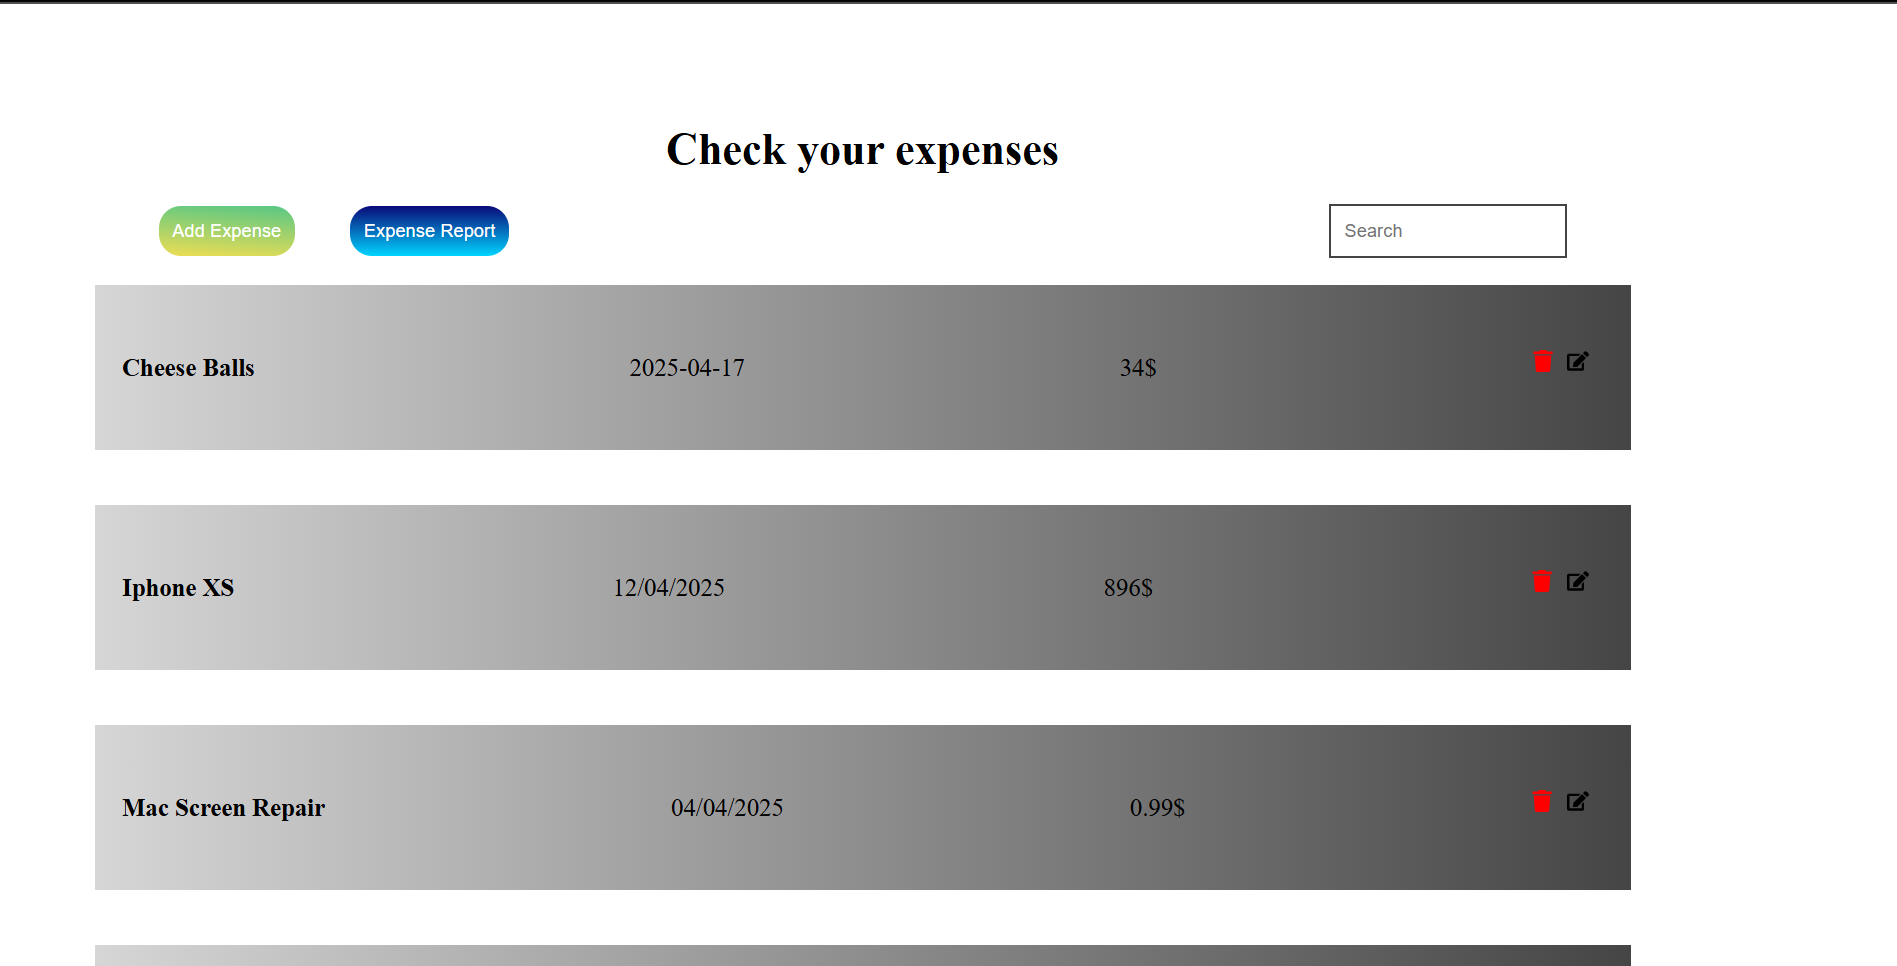 Check your expenses
Add Expense Expense Report Search
Cheese Balls 2025-04-17 34$
Iphone XS 12/04/2025 896$
Mac Screen Repair 04/04/2025 0.99$